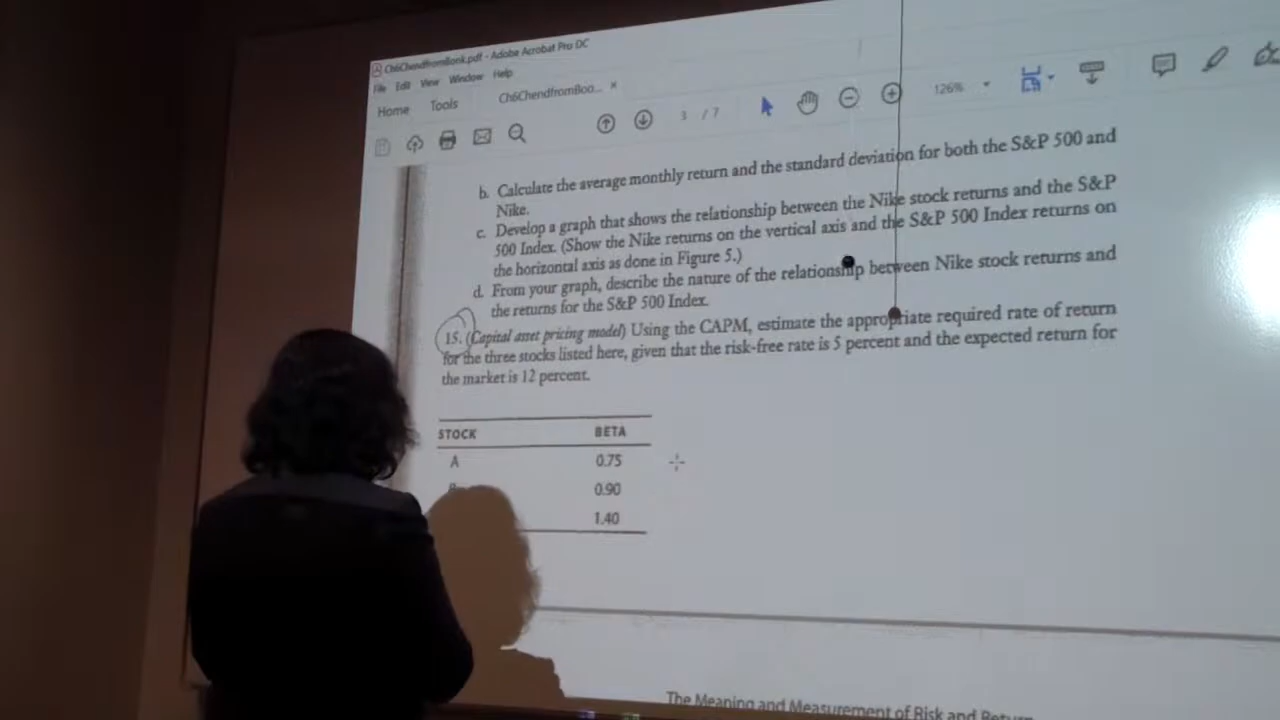 Ch6ChendfromBook.pdf - Adobe Acrobat Pro DC
File Edit View Window Help
Home Tools Ch6ChendfromBoo... ×
3 / 7 126%
b. Calculate the average monthly return and the standard deviation for both the S&P 500 and
Nike.
c. Develop a graph that shows the relationship between the Nike stock returns and the S&P
500 Index. (Show the Nike returns on the vertical axis and the S&P 500 Index returns on
the horizontal axis as done in Figure 5.)
d. From your graph, describe the nature of the relationship between Nike stock returns and
the returns for the S&P 500 Index.
15. (Capital asset pricing model) Using the CAPM, estimate the appropriate required rate of return
for the three stocks listed here, given that the risk-free rate is 5 percent and the expected return for
the market is 12 percent.
STOCK BETA
A 0.75
0.90
1.40
The Meaning and Measurement of Risk and Return